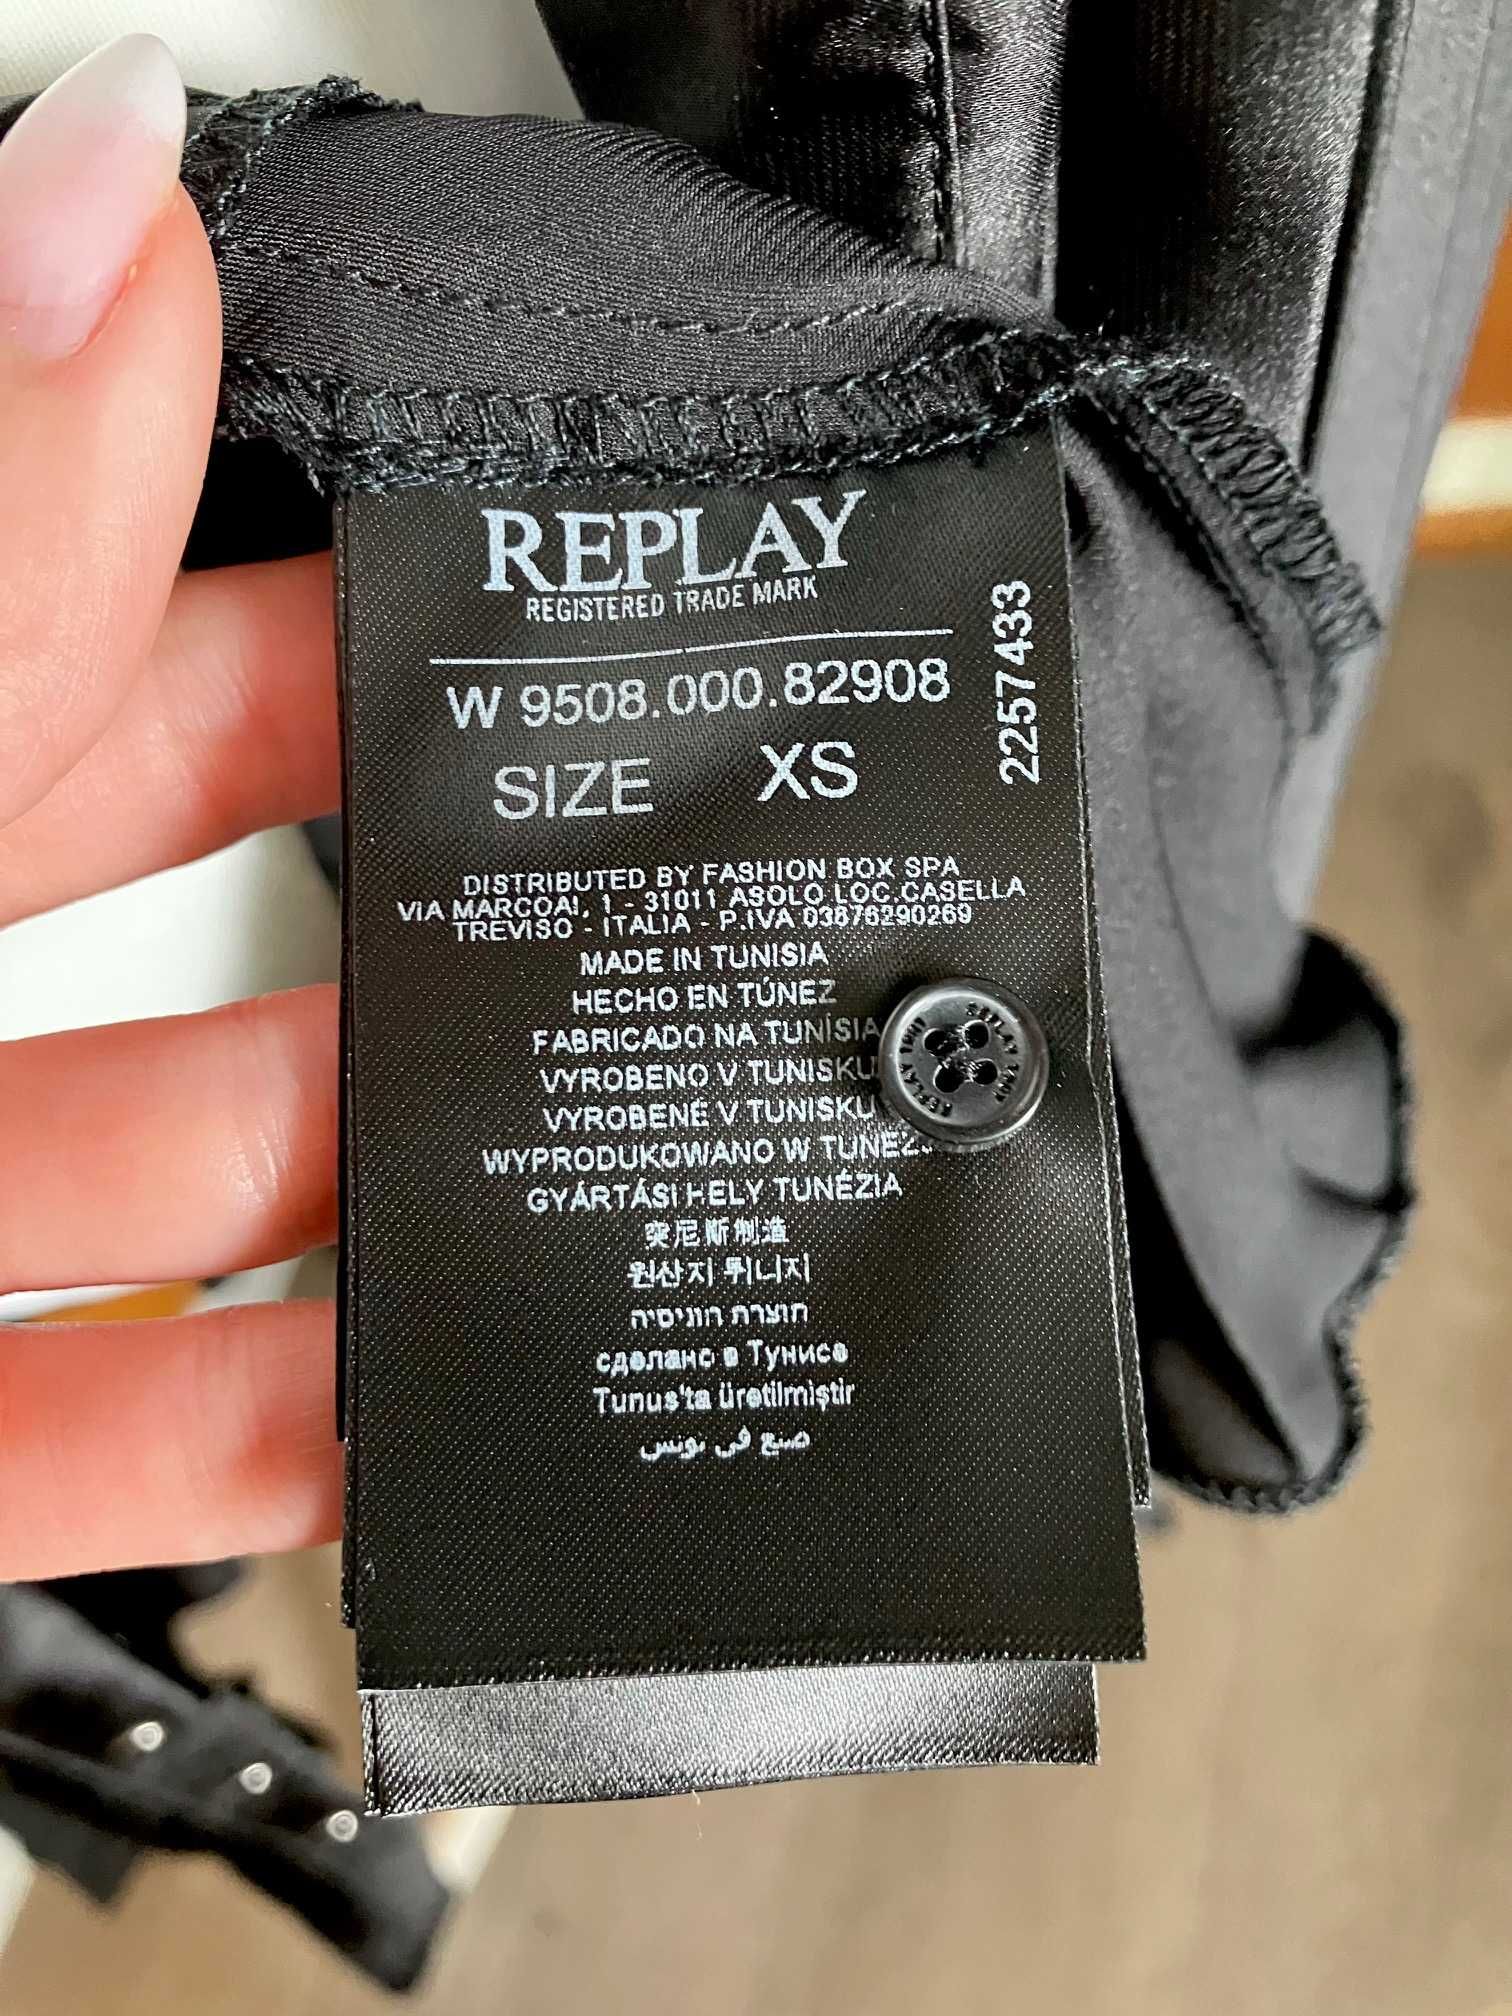 REPLAY
REGISTERED TRADE MARK
W 9508.000.82908
SIZE XS
2257433
DISTRIBUTED BY FASHION BOX SPA
VIA MARCOAI, 1 - 31011 ASOLO LOC.CASELLA
TREVISO - ITALIA - P.IVA 03876290269
MADE IN TUNISIA
HECHO EN TÚNEZ
FABRICADO NA TUNÍSIA
VYROBENO V TUNISKU
VYROBENÉ V TUNISKU
WYPRODUKOWANO W
GYÁRTÁSI HELY TUNÉZIA
突尼斯制造
원산지 튀니지
תוצרת תוניסיה
сделано в Тунисе
Tunus'ta üretilmiştir
صنع في تونس
REPLAY
REPLAY
REPLAY